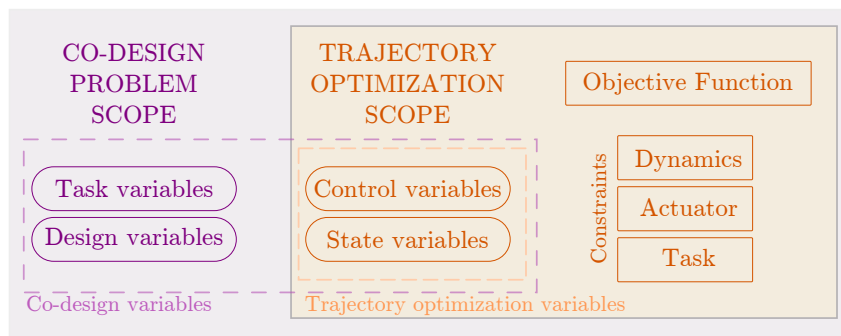 CO-DESIGN
PROBLEM
SCOPE
TRAJECTORY
OPTIMIZATION
SCOPE
Objective Function
Task variables
Design variables
Control variables
State variables
Constraints
Dynamics
Actuator
Task
Co-design variables
Trajectory optimization variables